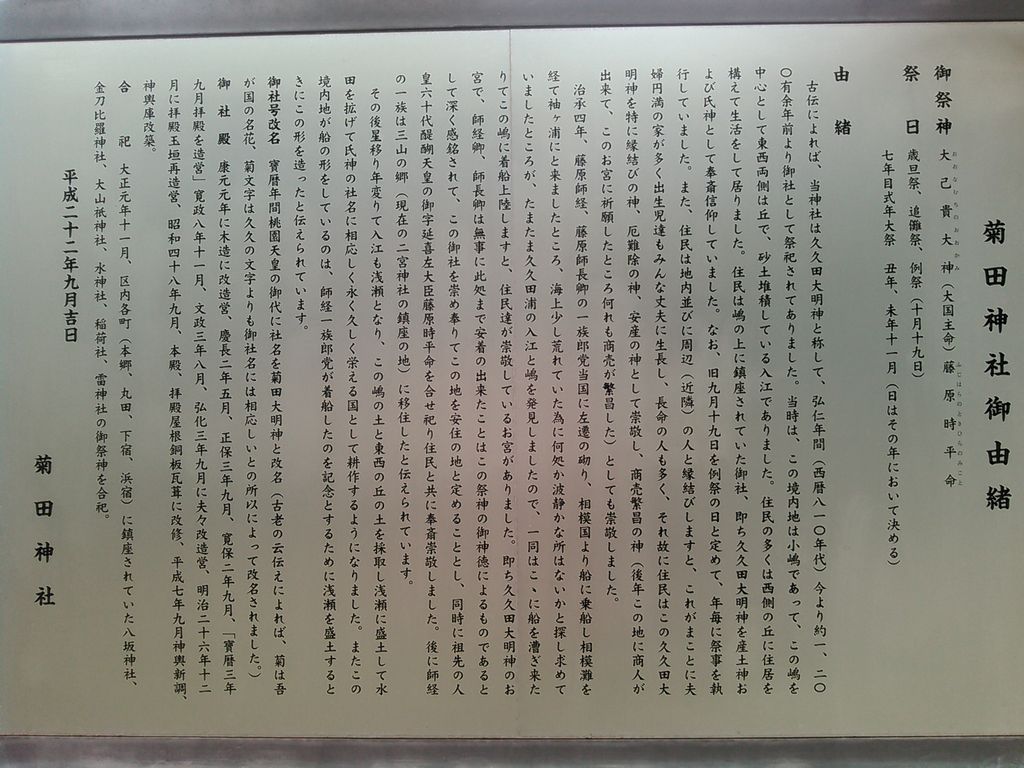 菊田神社御由緒
御祭神 大己貴大神（大国主命）藤原時平命
おおなむちのおおかみ ふじはらのときひらのみこと
祭日 歳旦祭、追儺祭、例祭（十月十九日）
七年目式年大祭 丑年、未年十一月（日はその年において決める）
由緒
古伝によれば、当神社は久久田大明神と称して、弘仁年間（西暦八一〇年代）今より約一、二〇
〇有余年前より御社として祭祀されてありました。当時は、この境内地は小嶋であって、この嶋を
中心として東西両側は丘で、砂土堆積している入江でありました。住民の多くは西側の丘に住居を
構えて生活をして居りました。住民は嶋の上に鎮座されていた御社、即ち久久田大明神を産土神お
よび氏神として奉斎信仰していました。なお、旧九月十九日を例祭の日と定めて、年毎に祭事を執
行していました。また、住民は地内並びに周辺（近隣）の人と縁結びしますと、これがまことに夫
婦円満の家が多く出生児達もみんな丈夫に生長し、長命の人も多く、それ故に住民はこの久久田大
明神を特に縁結びの神、厄難除の神、安産の神として崇敬し、商売繁昌の神（後年この地に商人が
出来て、このお宮に祈願したところ何れも商売が繁昌した）としても崇敬しました。
治承四年、藤原師経、藤原師長卿の一族郎党当国に左遷の砌り、相模国より船に乗船し相模灘を
経て袖ヶ浦にと来ましたところ、海上少し荒れていた為に何処か波静かな所はないかと探し求めて
いましたところが、たまたま久久田浦の入江と嶋を発見しましたので、一同はこゝに船を漕ぎ来た
りてこの嶋に着船上陸しますと、住民達が崇敬しているお宮がありました。即ち久久田大明神のお
宮で、師経卿、師長卿は無事に此処まで安着の出来たことはこの祭神の御神徳によるものであると
して深く感銘されて、この御社を崇め奉りてこの地を安住の地と定めることとし、同時に祖先の人
皇六十代醍醐天皇の御字延喜左大臣藤原時平命を合せ祀り住民と共に奉斎崇敬しました。後に師経
の一族は三山の郷（現在の二宮神社の鎮座の地）に移住したと伝えられています。
その後星移り年変りて入江も浅瀬となり、この嶋の土と東西の丘の土を採取し浅瀬に盛土して水
田を拡げて氏神の社名に相応しく永く久しく栄える国として耕作するようになりました。またこの
境内地が船の形をしているのは、師経一族郎党が着船したのを記念とするために浅瀬を盛土すると
きにこの形を造ったと伝えられています。
御社号改名 寶暦年間桃園天皇の御代に社名を菊田大明神と改名（古老の云伝えによれば、菊は吾
が国の名花、菊文字は久久の文字よりも御社名には相応しいとの所以によって改名されました。）
御社殿 康元元年に木造に改造営、慶長二年五月、正保三年九月、寛保二年九月、「寶暦三年
九月拝殿を造営」寛政八年十一月、文政三年八月、弘化三年九月に夫々改造営、明治二十六年十二
月に拝殿玉垣再造営、昭和四十八年九月、本殿、拝殿屋根銅板瓦葺に改修、平成七年九月神輿新調、
神輿庫改築。
合祀 大正元年十一月、区内各町（本郷、丸田、下宿、浜宿）に鎮座されていた八坂神社、
金刀比羅神社、大山祇神社、水神社、稲荷社、雷神社の御祭神を合祀。
平成二十二年九月吉日
菊田神社